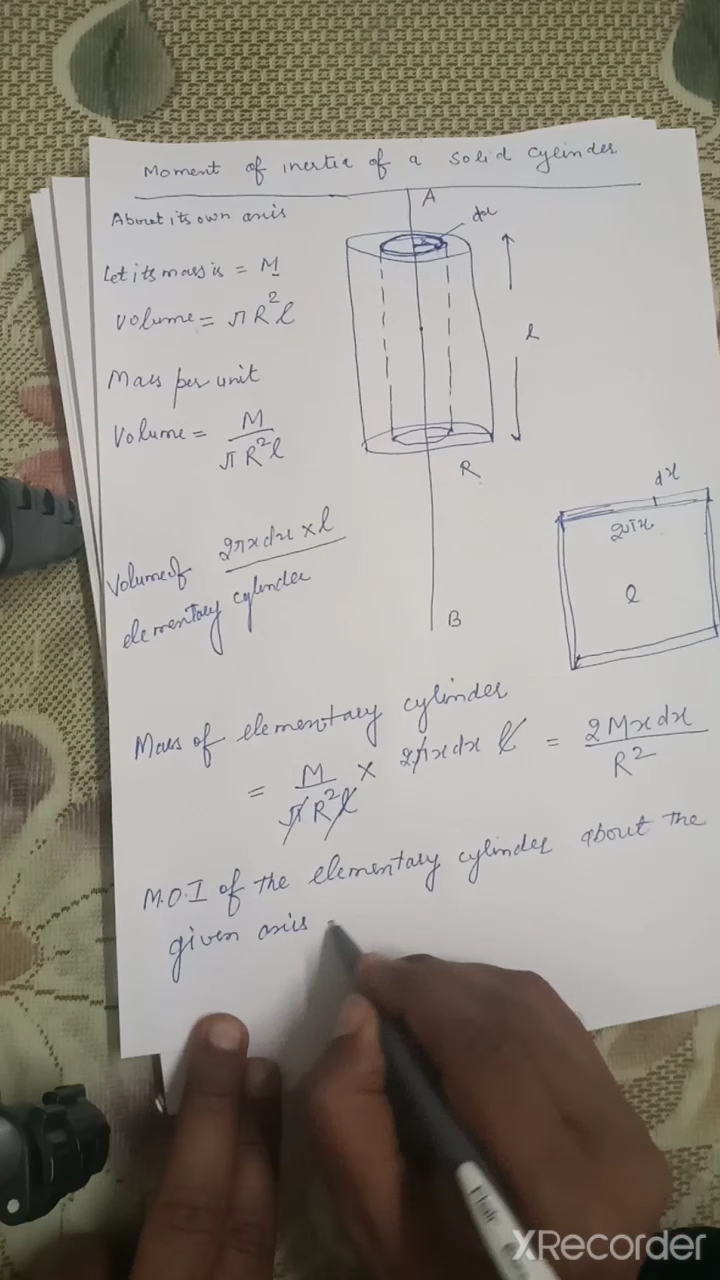 Moment of inertia of a solid cylinder
A
dx
About its own axis
Let its mass is = M
Volume = πR²l
l
Mass per unit
Volume = M / πR²l
R
dx
2πx
l
Volume of 2πxdx × l
elementary cylinder
B
Mass of elementary cylinder
= M / πR²l × 2πxdx l = 2Mxdx / R²
M.O.I of the elementary cylinder about the
given axis
XRecorder